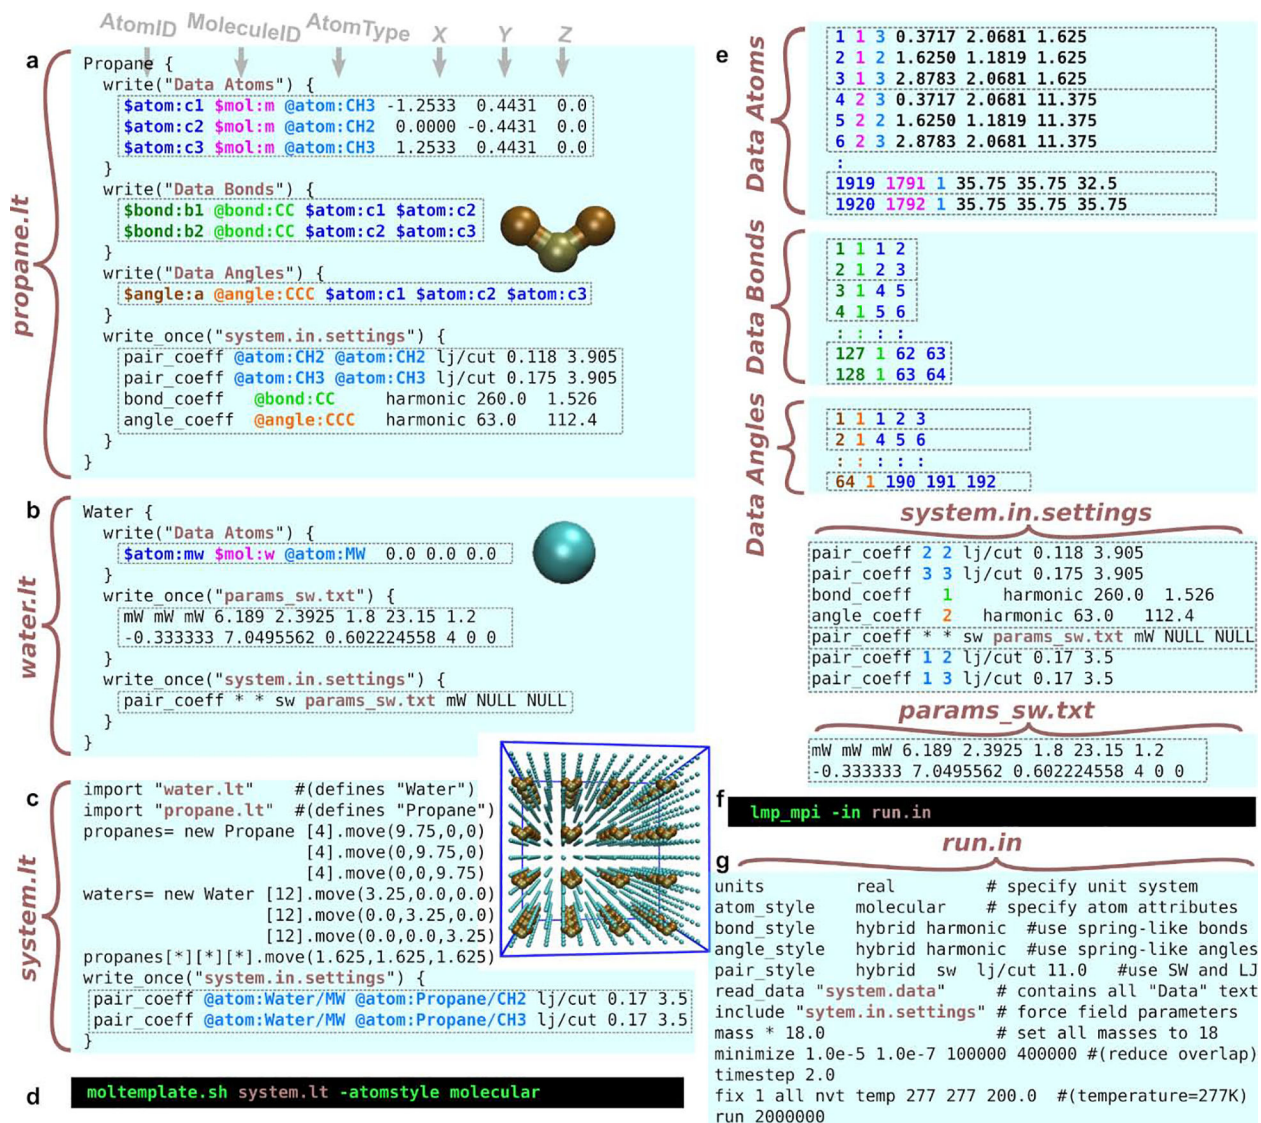 AtomID MoleculeID AtomType X Y Z
a
propane.lt
Propane {
write("Data Atoms") {
$atom:c1 $mol:m @atom:CH3 -1.2533 0.4431 0.0
$atom:c2 $mol:m @atom:CH2 0.0000 -0.4431 0.0
$atom:c3 $mol:m @atom:CH3 1.2533 0.4431 0.0
}
write("Data Bonds") {
$bond:b1 @bond:CC $atom:c1 $atom:c2
$bond:b2 @bond:CC $atom:c2 $atom:c3
}
write("Data Angles") {
$angle:a @angle:CCC $atom:c1 $atom:c2 $atom:c3
}
write_once("system.in.settings") {
pair_coeff @atom:CH2 @atom:CH2 lj/cut 0.118 3.905
pair_coeff @atom:CH3 @atom:CH3 lj/cut 0.175 3.905
bond_coeff @bond:CC harmonic 260.0 1.526
angle_coeff @angle:CCC harmonic 63.0 112.4
}
}
b
water.lt
Water {
write("Data Atoms") {
$atom:mw $mol:w @atom:MW 0.0 0.0 0.0
}
write_once("params_sw.txt") {
mW mW mW 6.189 2.3925 1.8 23.15 1.2
-0.333333 7.0495562 0.602224558 4 0 0
}
write_once("system.in.settings") {
pair_coeff * * sw params_sw.txt mW NULL NULL
}
}
c
system.lt
import "water.lt" #(defines "Water")
import "propane.lt" #(defines "Propane")
propanes= new Propane [4].move(9.75,0,0)
[4].move(0,9.75,0)
[4].move(0,0,9.75)
waters= new Water [12].move(3.25,0.0,0.0)
[12].move(0.0,3.25,0.0)
[12].move(0.0,0.0,3.25)
propanes[*][*][*].move(1.625,1.625,1.625)
write_once("system.in.settings") {
pair_coeff @atom:Water/MW @atom:Propane/CH2 lj/cut 0.17 3.5
pair_coeff @atom:Water/MW @atom:Propane/CH3 lj/cut 0.17 3.5
}
d
moltemplate.sh system.lt -atomstyle molecular
e
Data Atoms
1 1 3 0.3717 2.0681 1.625
2 1 2 1.6250 1.1819 1.625
3 1 3 2.8783 2.0681 1.625
4 2 3 0.3717 2.0681 11.375
5 2 2 1.6250 1.1819 11.375
6 2 3 2.8783 2.0681 11.375
:
1919 1791 1 35.75 35.75 32.5
1920 1792 1 35.75 35.75 35.75
Data Bonds
1 1 1 2
2 1 2 3
3 1 4 5
4 1 5 6
: : : :
127 1 62 63
128 1 63 64
Data Angles
1 1 1 2 3
2 1 4 5 6
: : : : :
64 1 190 191 192
system.in.settings
pair_coeff 2 2 lj/cut 0.118 3.905
pair_coeff 3 3 lj/cut 0.175 3.905
bond_coeff 1 harmonic 260.0 1.526
angle_coeff 2 harmonic 63.0 112.4
pair_coeff * * sw params_sw.txt mW NULL NULL
pair_coeff 1 2 lj/cut 0.17 3.5
pair_coeff 1 3 lj/cut 0.17 3.5
params_sw.txt
mW mW mW 6.189 2.3925 1.8 23.15 1.2
-0.333333 7.0495562 0.602224558 4 0 0
f
lmp_mpi -in run.in
g
run.in
units real # specify unit system
atom_style molecular # specify atom attributes
bond_style hybrid harmonic #use spring-like bonds
angle_style hybrid harmonic #use spring-like angles
pair_style hybrid sw lj/cut 11.0 #use SW and LJ
read_data "system.data" # contains all "Data" text
include "sytem.in.settings" # force field parameters
mass * 18.0 # set all masses to 18
minimize 1.0e-5 1.0e-7 100000 400000 #(reduce overlap)
timestep 2.0
fix 1 all nvt temp 277 277 200.0 #(temperature=277K)
run 2000000